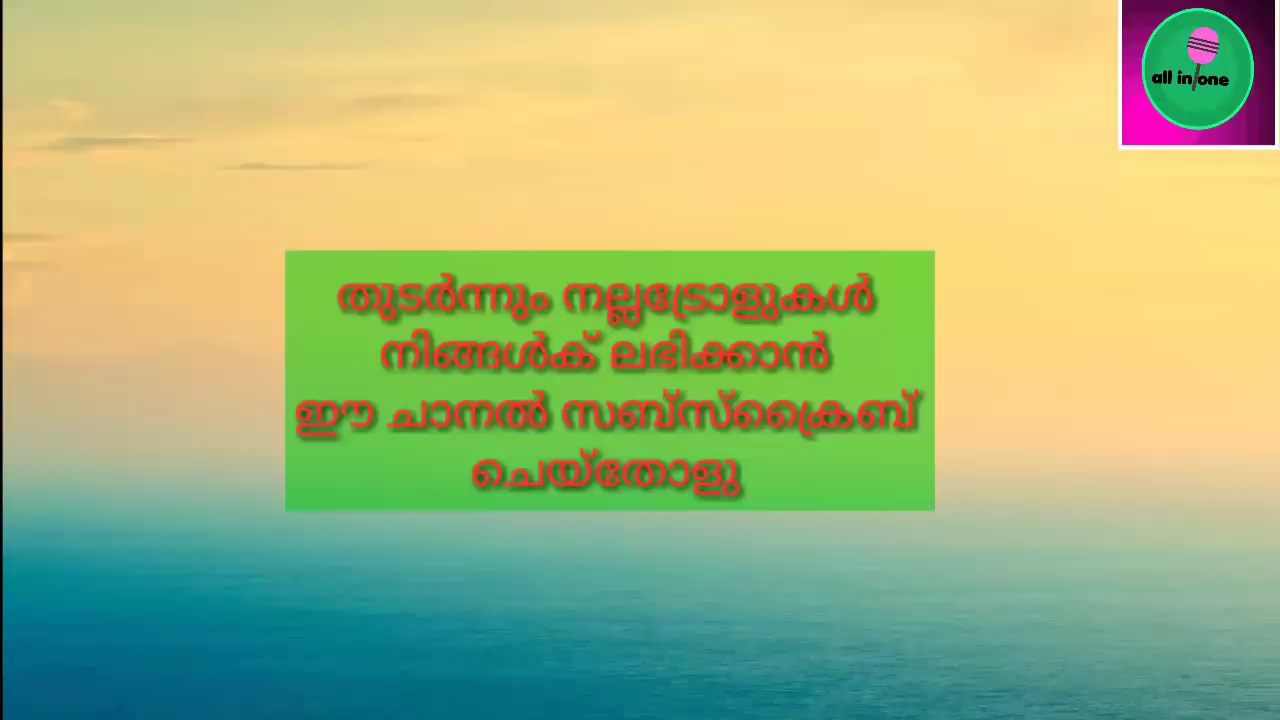 all in one
തുടർന്നും നല്ലട്രോളുകൾ
നിങ്ങൾക് ലഭിക്കാൻ
ഈ ചാനൽ സബ്സ്ക്രൈബ്
ചെയ്തോളു